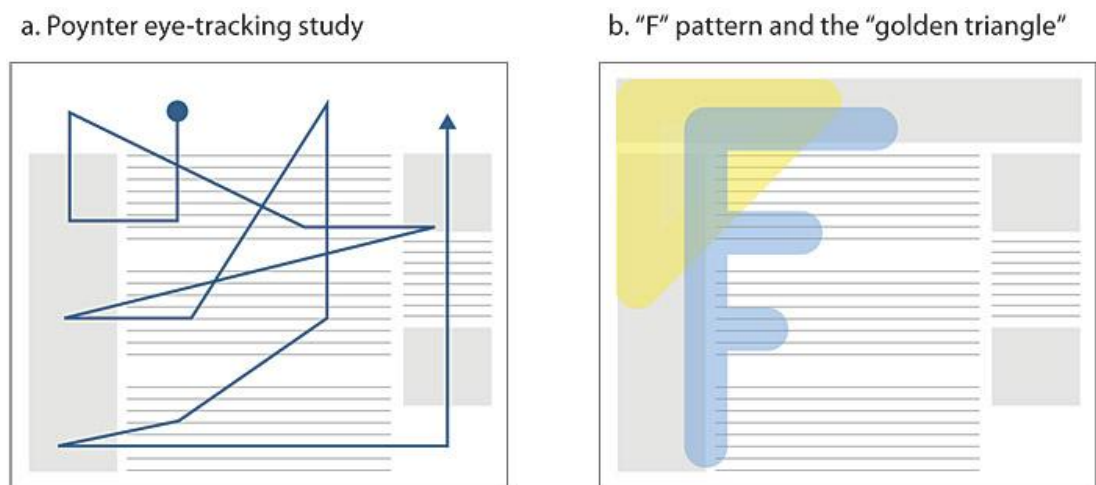 a. Poynter eye-tracking study
b. “F” pattern and the “golden triangle”